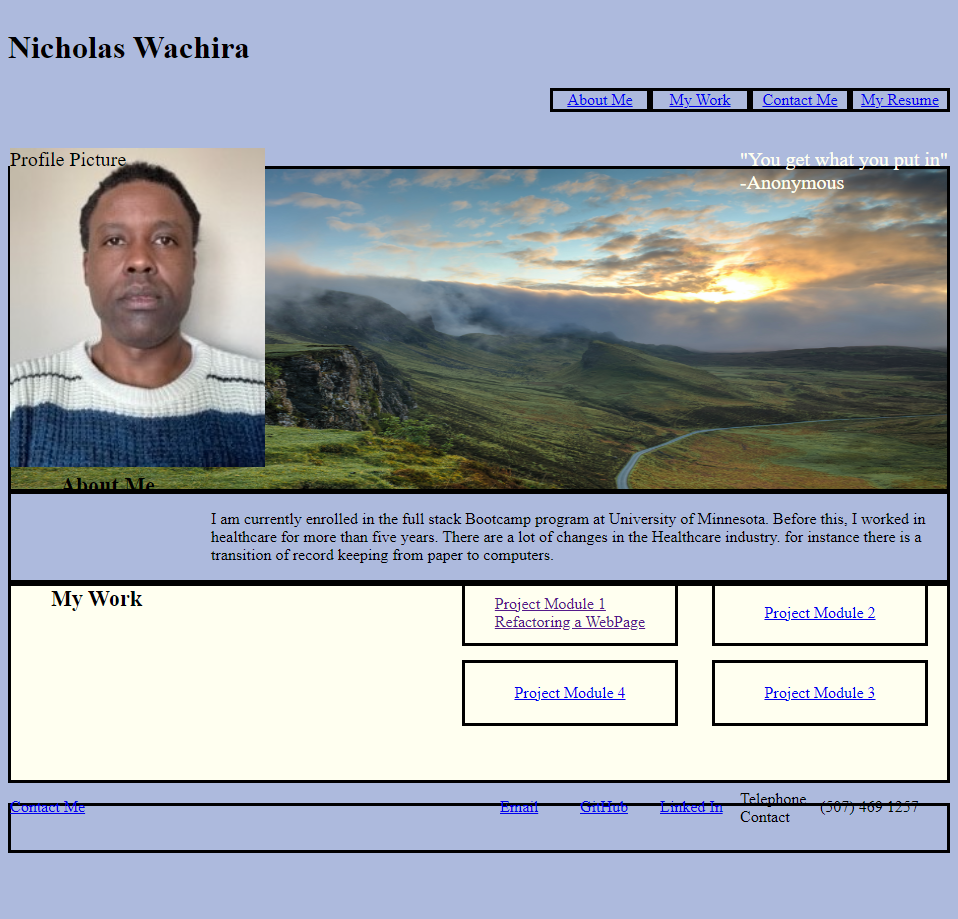 Nicholas Wachira
About Me
My Work
Contact Me
My Resume
Profile Picture
"You get what you put in"
-Anonymous
About Me
I am currently enrolled in the full stack Bootcamp program at University of Minnesota. Before this, I worked in
healthcare for more than five years. There are a lot of changes in the Healthcare industry. for instance there is a
transition of record keeping from paper to computers.
My Work
Project Module 1
Refactoring a WebPage
Project Module 2
Project Module 4
Project Module 3
Contact Me
Email
GitHub
Linked In
Telephone
Contact
(507) 469 1257